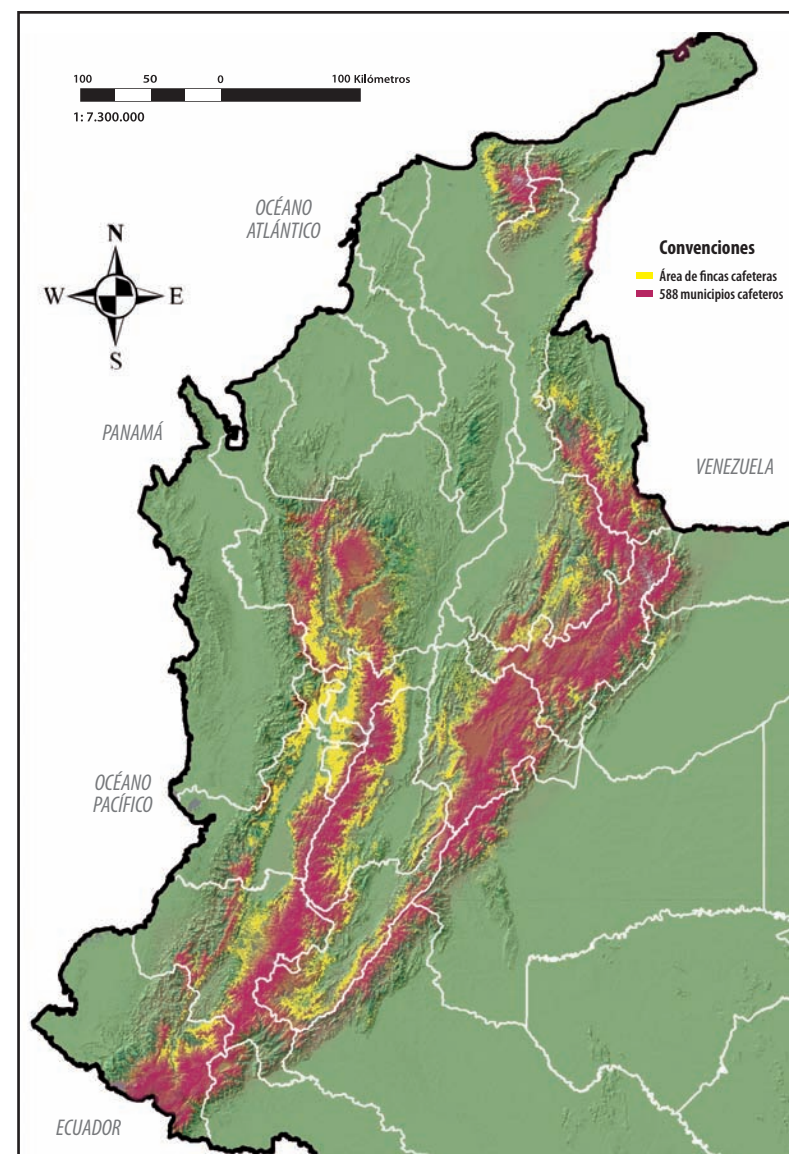 100 50 0 100 Kilómetros
1: 7.300.000
OCÉANO
ATLÁNTICO
N
W E
S
Convenciones
Área de fincas cafeteras
588 municipios cafeteros
PANAMÁ
VENEZUELA
OCÉANO
PACÍFICO
ECUADOR